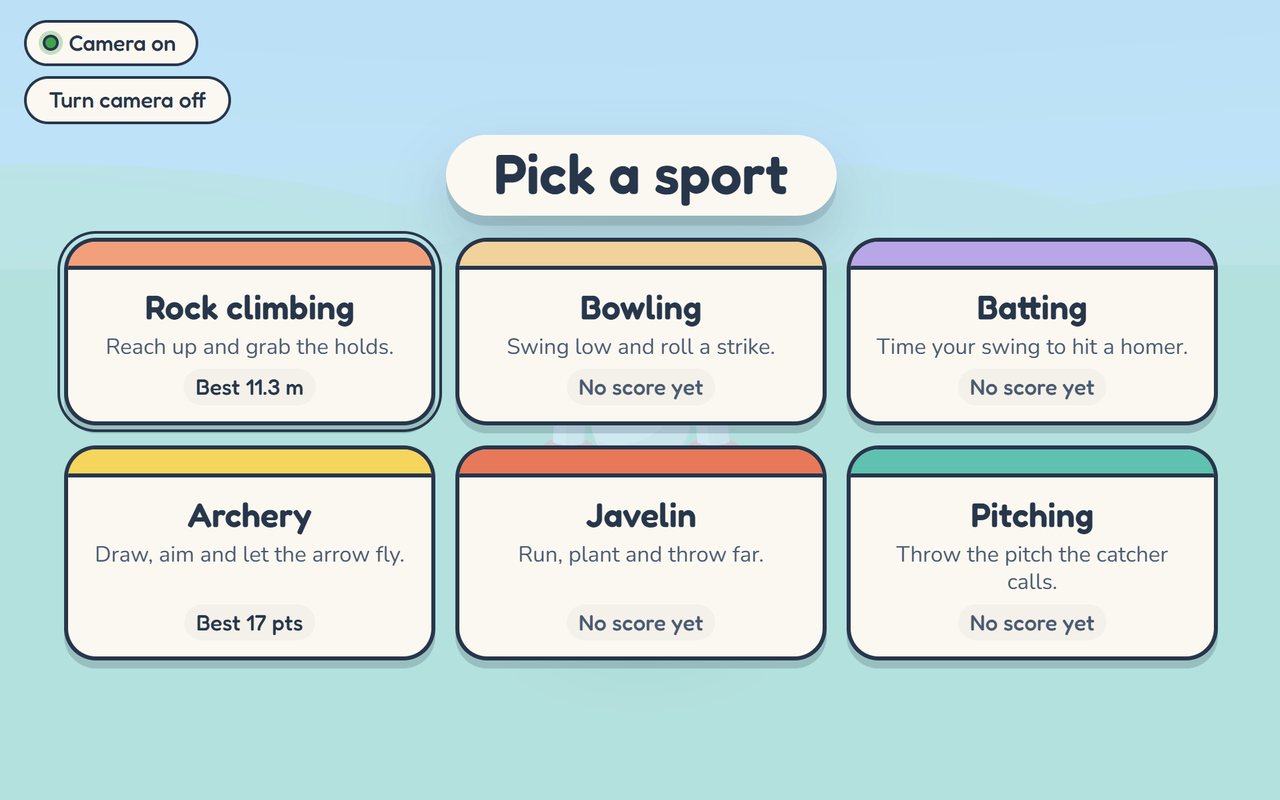 Camera on
Turn camera off
Pick a sport
Rock climbing
Reach up and grab the holds.
Best 11.3 m
Bowling
Swing low and roll a strike.
No score yet
Batting
Time your swing to hit a homer.
No score yet
Archery
Draw, aim and let the arrow fly.
Best 17 pts
Javelin
Run, plant and throw far.
No score yet
Pitching
Throw the pitch the catcher
calls.
No score yet